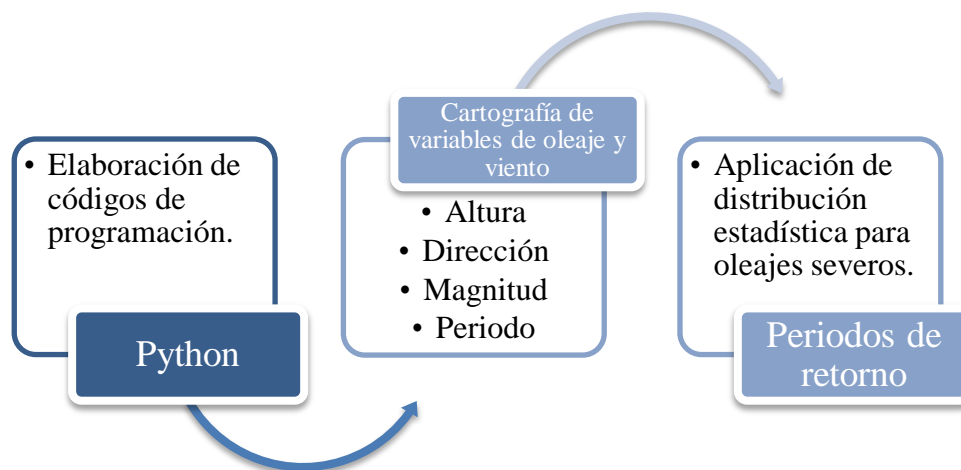 • Elaboración de
códigos de
programación.
Python
Cartografía de
variables de oleaje y
viento
• Altura
• Dirección
• Magnitud
• Periodo
• Aplicación de
distribución
estadística para
oleajes severos.
Periodos de
retorno